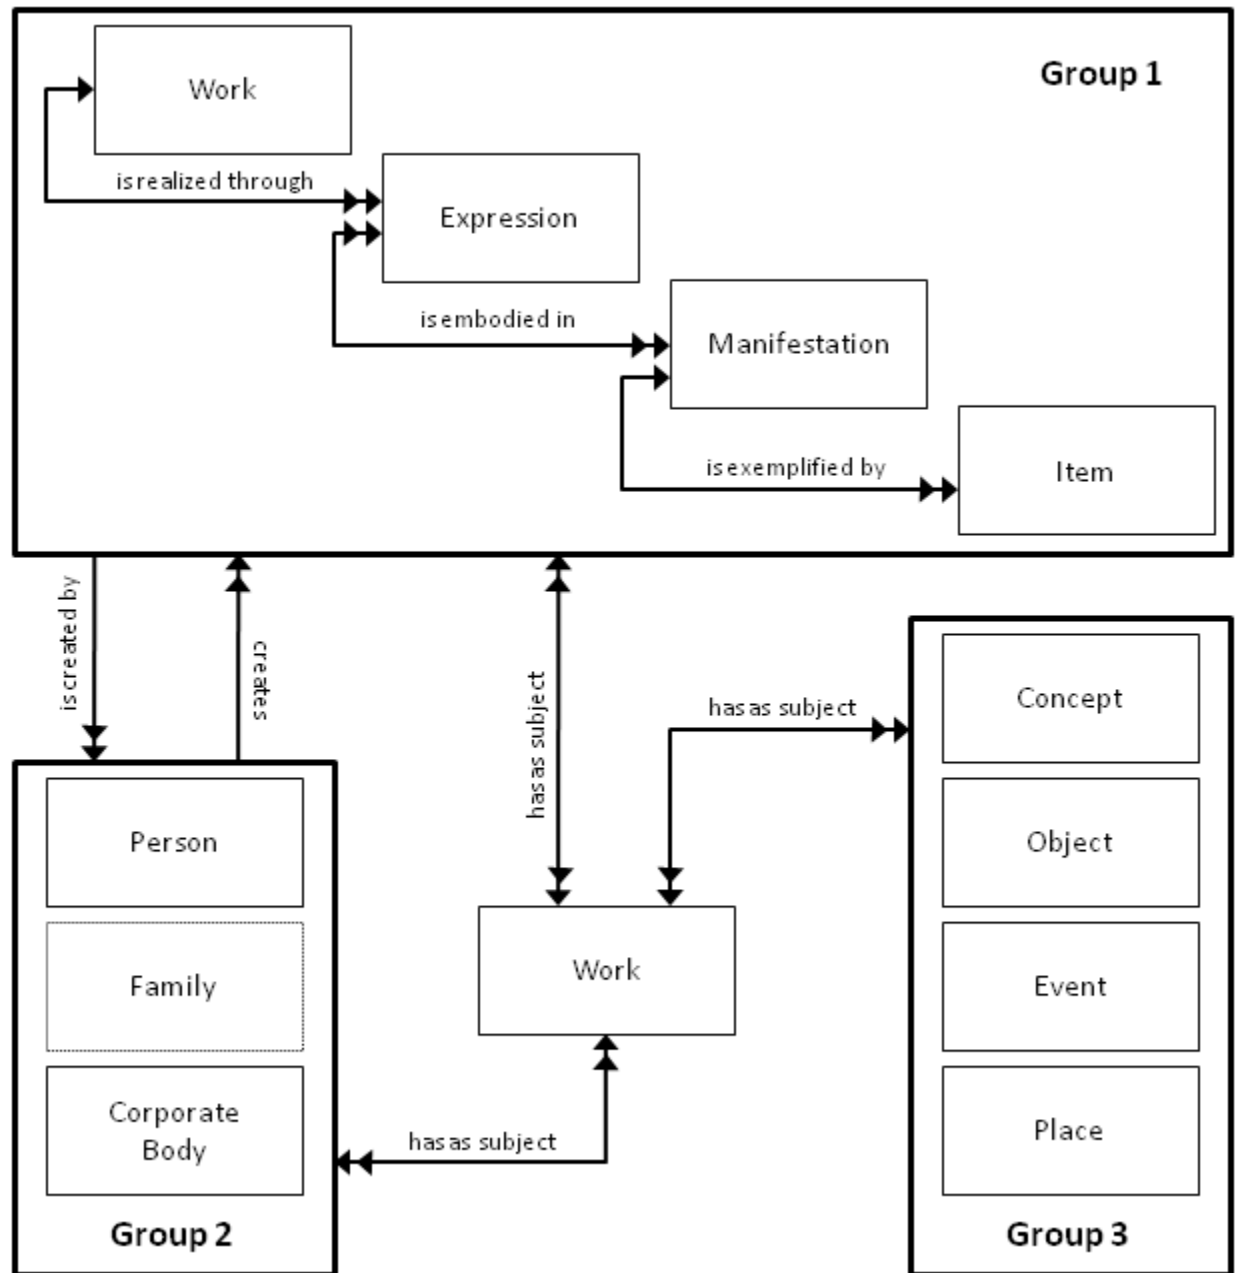 Group 1
Work
is realized through
Expression
is embodied in
Manifestation
is exemplified by
Item
is created by
creates
has as subject
has as subject
Concept
Person
Object
Family
Work
Event
Corporate
Body
has as subject
Place
Group 2
Group 3